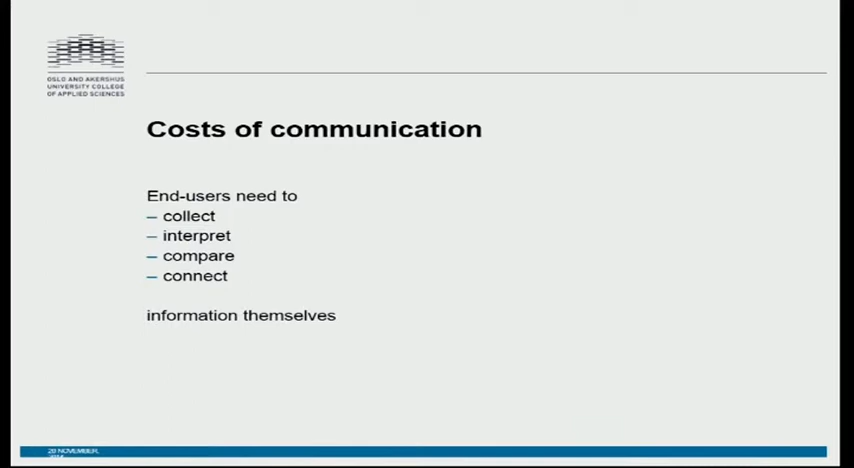 OSLO AND AKERSHUS
UNIVERSITY COLLEGE
OF APPLIED SCIENCES
Costs of communication
End-users need to
– collect
– interpret
– compare
– connect
information themselves
28 NOVEMBER,